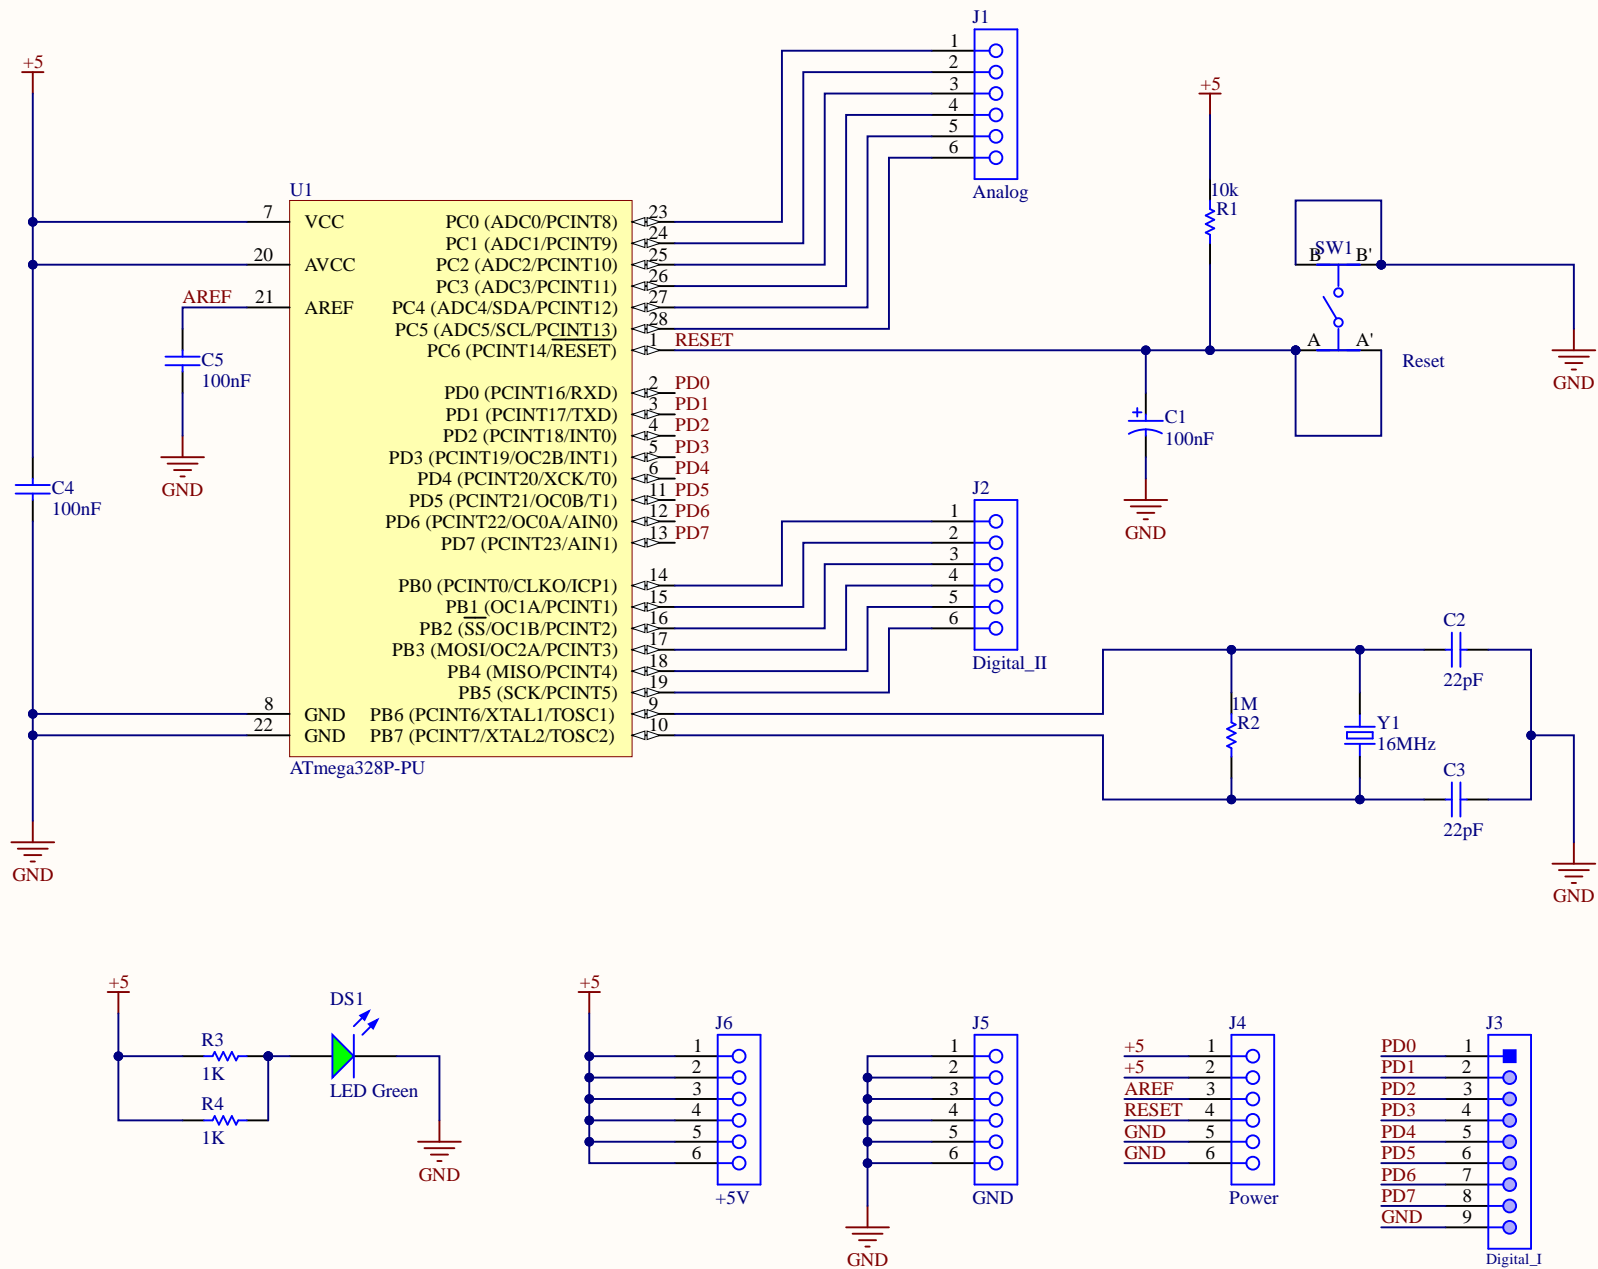 J1
1
2
3
4
5
6
Analog
+5
+5
10k
R1
U1
7
VCC
20
AVCC
AREF
21
AREF
C5
100nF
GND
C4
100nF
8
GND
22
GND
GND
ATmega328P-PU
PC0 (ADC0/PCINT8)
23
PC1 (ADC1/PCINT9)
24
PC2 (ADC2/PCINT10)
25
PC3 (ADC3/PCINT11)
26
PC4 (ADC4/SDA/PCINT12)
27
PC5 (ADC5/SCL/PCINT13)
28
PC6 (PCINT14/RESET)
1
RESET
PD0 (PCINT16/RXD)
2
PD0
PD1 (PCINT17/TXD)
3
PD1
PD2 (PCINT18/INT0)
4
PD2
PD3 (PCINT19/OC2B/INT1)
5
PD3
PD4 (PCINT20/XCK/T0)
6
PD4
PD5 (PCINT21/OC0B/T1)
11
PD5
PD6 (PCINT22/OC0A/AIN0)
12
PD6
PD7 (PCINT23/AIN1)
13
PD7
PB0 (PCINT0/CLKO/ICP1)
14
PB1 (OC1A/PCINT1)
15
PB2 (SS/OC1B/PCINT2)
16
PB3 (MOSI/OC2A/PCINT3)
17
PB4 (MISO/PCINT4)
18
PB5 (SCK/PCINT5)
19
PB6 (PCINT6/XTAL1/TOSC1)
9
PB7 (PCINT7/XTAL2/TOSC2)
10
SW1
B
B'
A
A'
Reset
GND
+
C1
100nF
GND
J2
1
2
3
4
5
6
Digital_II
C2
22pF
1M
R2
Y1
16MHz
C3
22pF
GND
+5
R3
1K
R4
1K
DS1
LED Green
GND
+5
J6
1
2
3
4
5
6
+5V
J5
1
2
3
4
5
6
GND
GND
J4
+5
1
+5
2
AREF
3
RESET
4
GND
5
GND
6
Power
J3
PD0
1
PD1
2
PD2
3
PD3
4
PD4
5
PD5
6
PD6
7
PD7
8
GND
9
Digital_I